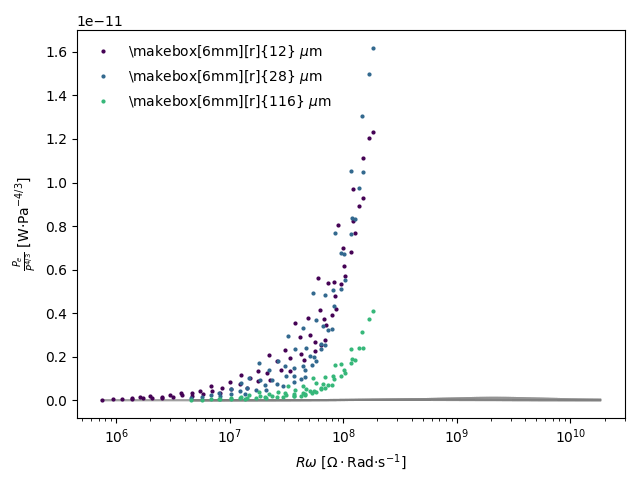 1e−11
\makebox[6mm][r]{12} μm
\makebox[6mm][r]{28} μm
\makebox[6mm][r]{116} μm
1.6
1.4
1.2
1.0
0.8
0.6
0.4
0.2
0.0
P_e/P^{4/3} [W·Pa^{−4/3}]
10^6 10^7 10^8 10^9 10^10
Rω [Ω · Rad·s^{−1}]